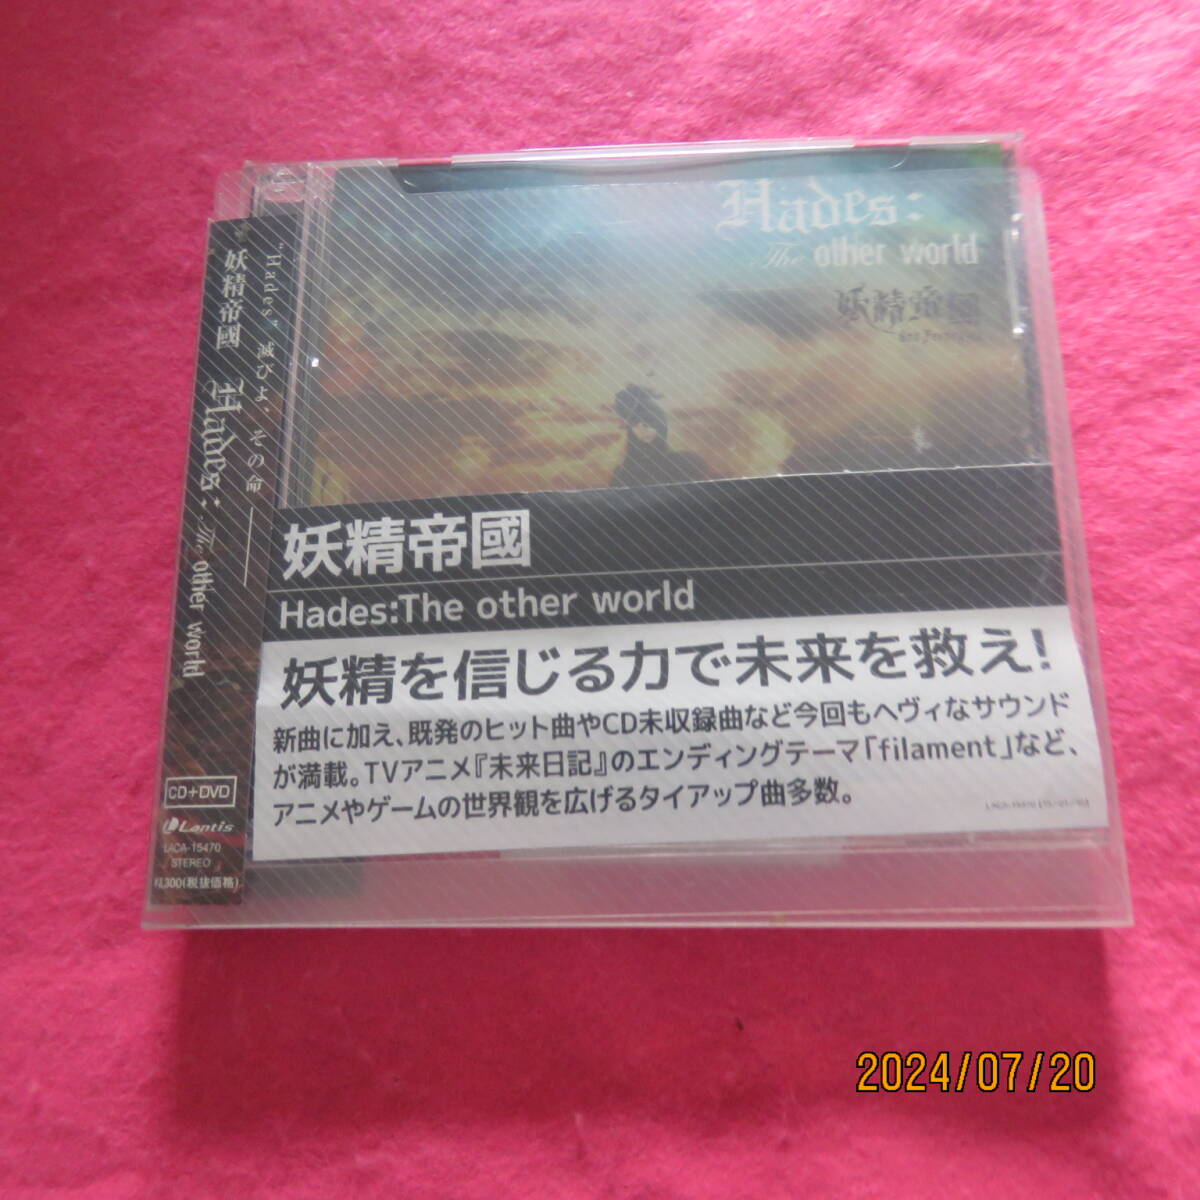 Hades:
The other world
妖精帝國
妖精帝國
Hades:The other world
妖精を信じる力で未来を救え!
新曲に加え、既発のヒット曲やCD未収録曲など今回もヘヴィなサウンド
が満載。TVアニメ『未来日記』のエンディングテーマ「filament」など、
アニメやゲームの世界観を広げるタイアップ曲多数。
"Hades" 滅びよ、その命――
妖精帝國 Hades: The other world
CD+DVD
Lantis
LACA-15470
STEREO
¥3,300(税抜価格)
2024/07/20